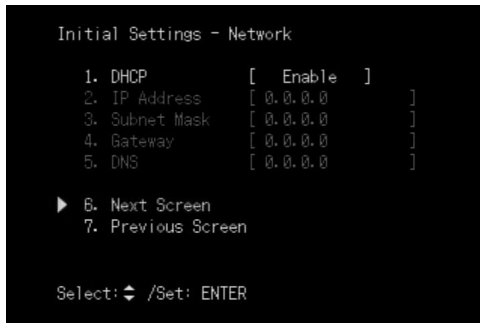 Initial Settings - Network
1. DHCP [ Enable ]
2. IP Address [ 0.0.0.0 ]
3. Subnet Mask [ 0.0.0.0 ]
4. Gateway [ 0.0.0.0 ]
5. DNS [ 0.0.0.0 ]
▶ 6. Next Screen
7. Previous Screen
Select:⬍ /Set: ENTER